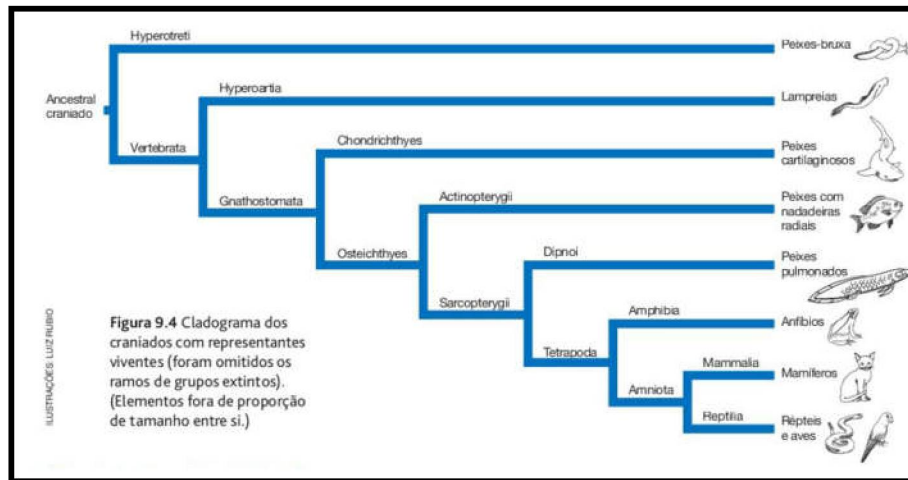 Hyperotreti
Peixes-bruxa
Ancestral
craniado
Hyperoartia
Lampreias
Vertebrata
Chondrichthyes
Peixes
cartilaginosos
Gnathostomata
Actinopterygii
Peixes com
nadadeiras
radiais
Osteichthyes
Dipnoi
Peixes
pulmonados
Sarcopterygii
Amphibia
Anfíbios
Tetrapoda
Mammalia
Mamíferos
Amniota
Reptilia
Répteis
e aves
ILUSTRAÇÕES: LUIZ RUBIO
Figura 9.4 Cladograma dos
craniados com representantes
viventes (foram omitidos os
ramos de grupos extintos).
(Elementos fora de proporção
de tamanho entre si.)